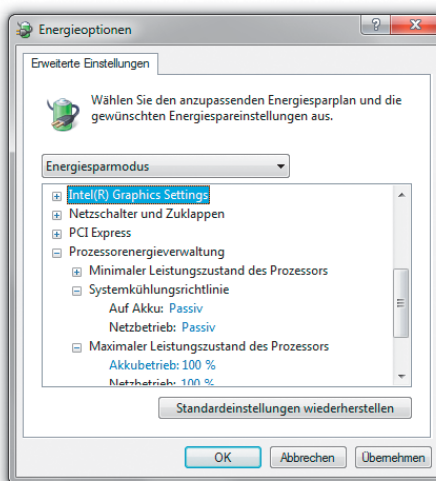 Energieoptionen
Erweiterte Einstellungen
Wählen Sie den anzupassenden Energiesparplan und die
gewünschten Energiespareinstellungen aus.
Energiesparmodus
Intel(R) Graphics Settings
Netzschalter und Zuklappen
PCI Express
Prozessorenergieverwaltung
Minimaler Leistungszustand des Prozessors
Systemkühlungsrichtlinie
Auf Akku: Passiv
Netzbetrieb: Passiv
Maximaler Leistungszustand des Prozessors
Akkubetrieb: 100 %
Netzbetrieb: 100 %
Standardeinstellungen wiederherstellen
OK
Abbrechen
Übernehmen